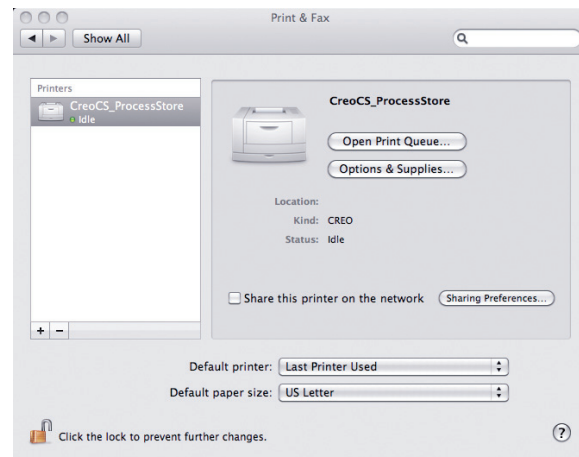 Print & Fax
Show All
Printers
CreoCS_ProcessStore
Idle
CreoCS_ProcessStore
Open Print Queue...
Options & Supplies...
Location:
Kind: CREO
Status: Idle
Share this printer on the network Sharing Preferences...
+ −
Default printer: Last Printer Used
Default paper size: US Letter
Click the lock to prevent further changes. ?